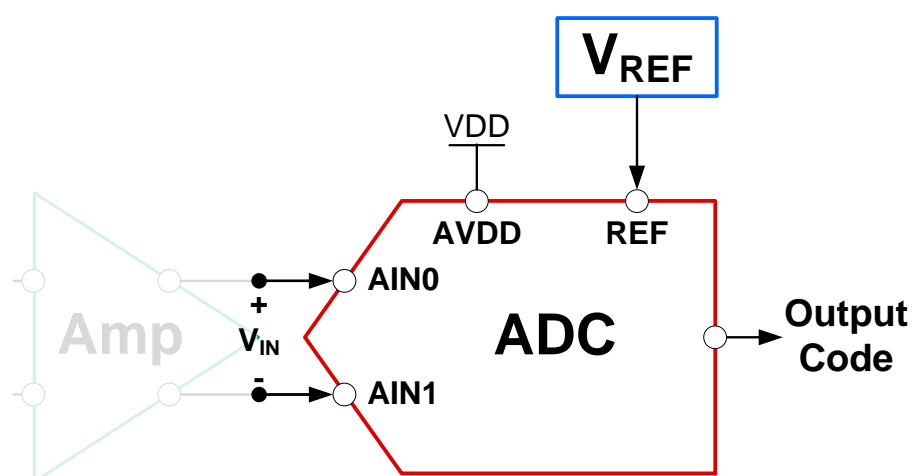 VREF
VDD
AVDD
REF
AIN0
+
Amp
VIN
ADC
Output
Code
-
AIN1